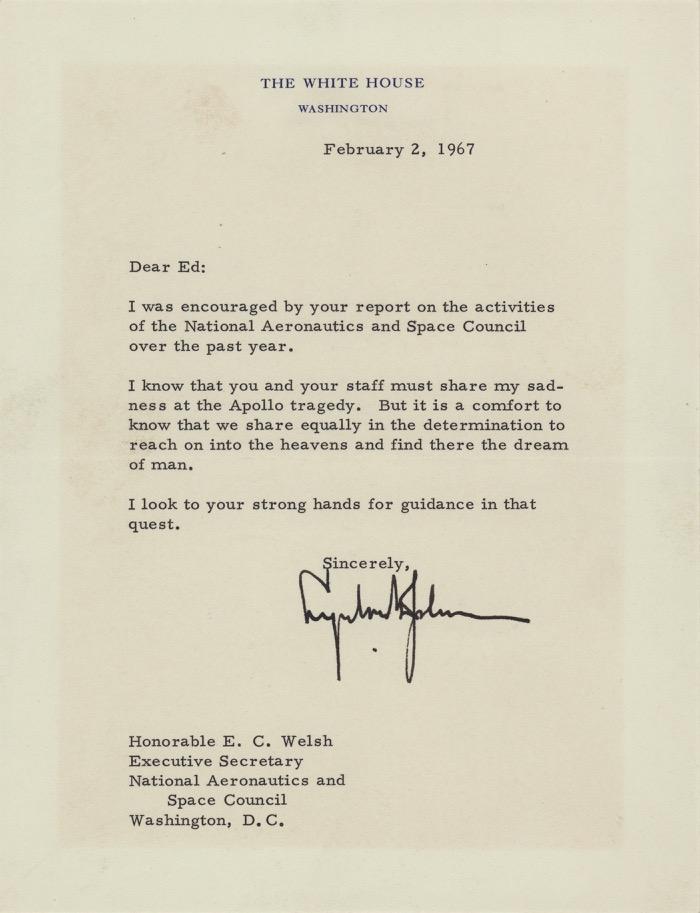 THE WHITE HOUSE
WASHINGTON
February 2, 1967
Dear Ed:
I was encouraged by your report on the activities
of the National Aeronautics and Space Council
over the past year.
I know that you and your staff must share my sad-
ness at the Apollo tragedy.  But it is a comfort to
know that we share equally in the determination to
reach on into the heavens and find there the dream
of man.
I look to your strong hands for guidance in that
quest.
Sincerely,
Lyndon B. Johnson
Honorable E. C. Welsh
Executive Secretary
National Aeronautics and
Space Council
Washington, D.C.